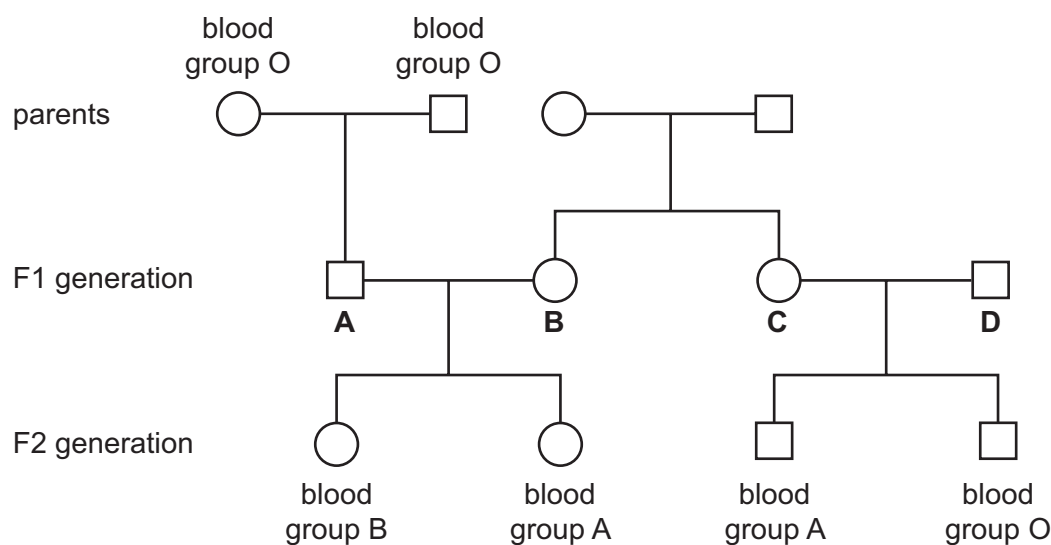 blood
group O
blood
group O
parents
F1 generation
A
B
C
D
F2 generation
blood
group B
blood
group A
blood
group A
blood
group O